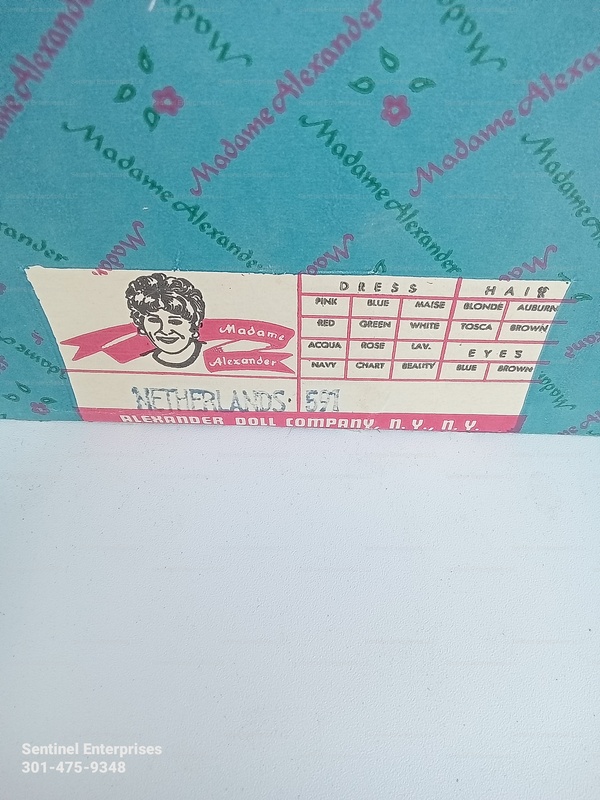 Madame Alexander
Madame Alexander
Madame Alexander
Madame Alexander
Madame Alexander
Madame
Alexander
DRESS
HAIR
PINK BLUE MAISE BLONDE AUBURN
RED GREEN WHITE TOSCA BROWN
ACQUA ROSE LAV.
EYES
NAVY CHART BEAUTY BLUE BROWN
NETHERLANDS 591
ALEXANDER DOLL COMPANY, N.Y., N.Y.
Sentinel Enterprises
301-475-9348